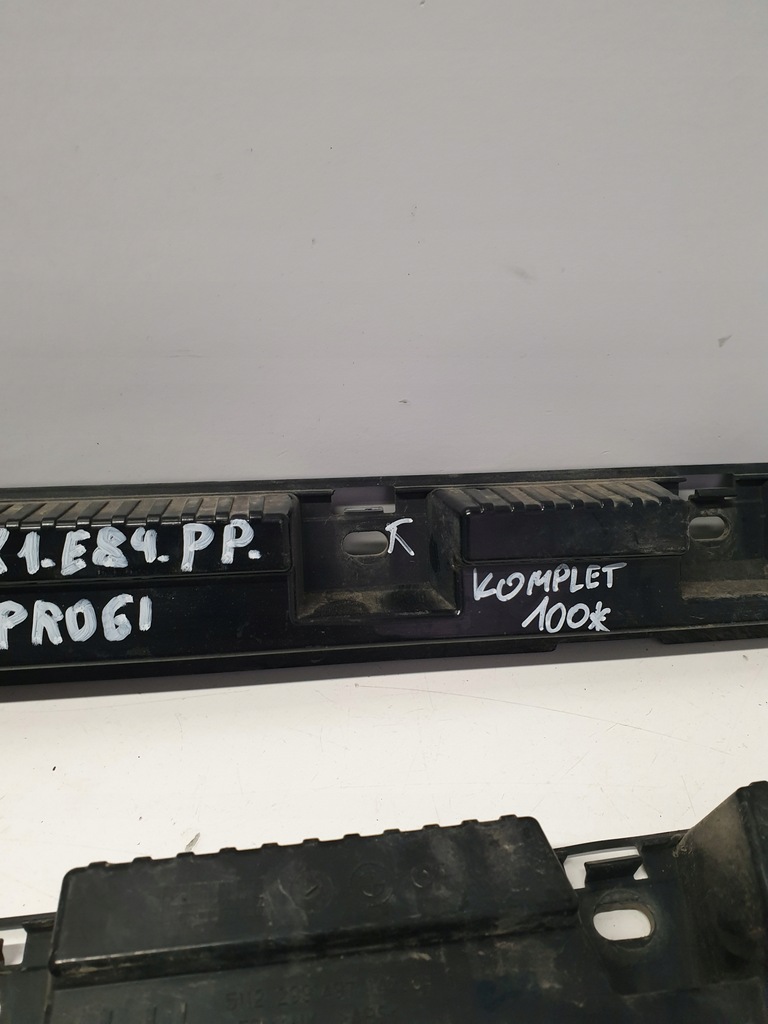 X1.E84.PP.
K
KOMPLET
PROGI
100*